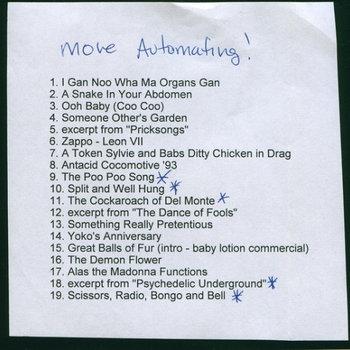 more Automating!
1. I Gan Noo Wha Ma Organs Gan
2. A Snake In Your Abdomen
3. Ooh Baby (Coo Coo)
4. Someone Other's Garden
5. excerpt from "Pricksongs"
6. Zappo - Leon VII
7. A Token Sylvie and Babs Ditty Chicken in Drag
8. Antacid Cocomotive '93
9. The Poo Poo Song*
10. Split and Well Hung *
11. The Cockaroach of Del Monte *
12. excerpt from "The Dance of Fools"
13. Something Really Pretentious
14. Yoko's Anniversary
15. Great Balls of Fur (intro - baby lotion commercial)
16. The Demon Flower
17. Alas the Madonna Functions
18. excerpt from "Psychedelic Underground"*
19. Scissors, Radio, Bongo and Bell *